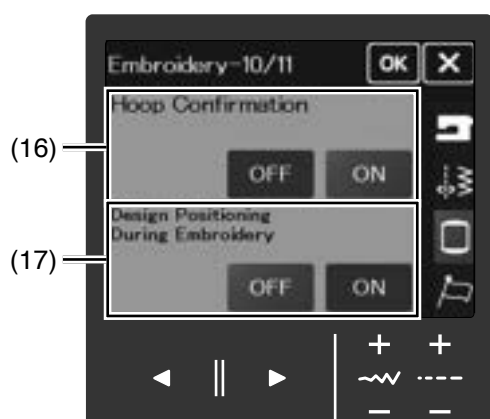 Embroidery-10/11 OK X
Hoop Confirmation
(16)
OFF ON
Design Positioning
During Embroidery
(17)
OFF ON